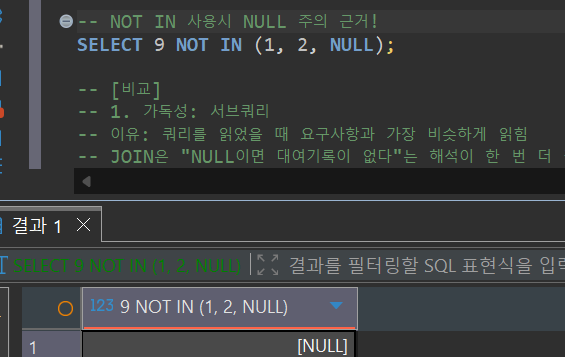 -- NOT IN 사용시 NULL 주의 근거!
SELECT 9 NOT IN (1, 2, NULL);
-- [비교]
-- 1. 가독성: 서브쿼리
-- 이유: 쿼리를 읽었을 때 요구사항과 가장 비슷하게 읽힘
-- JOIN은 "NULL이면 대여기록이 없다"는 해석이 한 번 더
결과 1
SELECT 9 NOT IN (1, 2, NULL) 결과를 필터링할 SQL 표현식을 입력
123 9 NOT IN (1, 2, NULL)
1 [NULL]